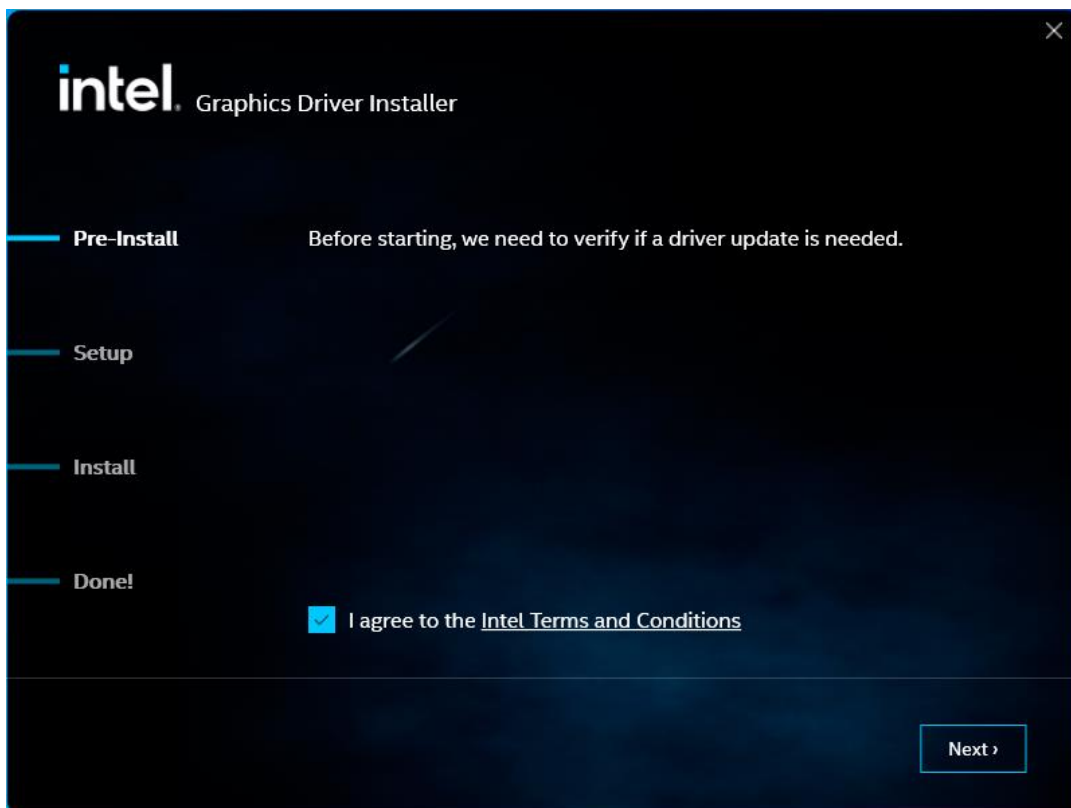 intel. Graphics Driver Installer
Pre-Install
Before starting, we need to verify if a driver update is needed.
Setup
Install
Done!
I agree to the Intel Terms and Conditions
Next ›